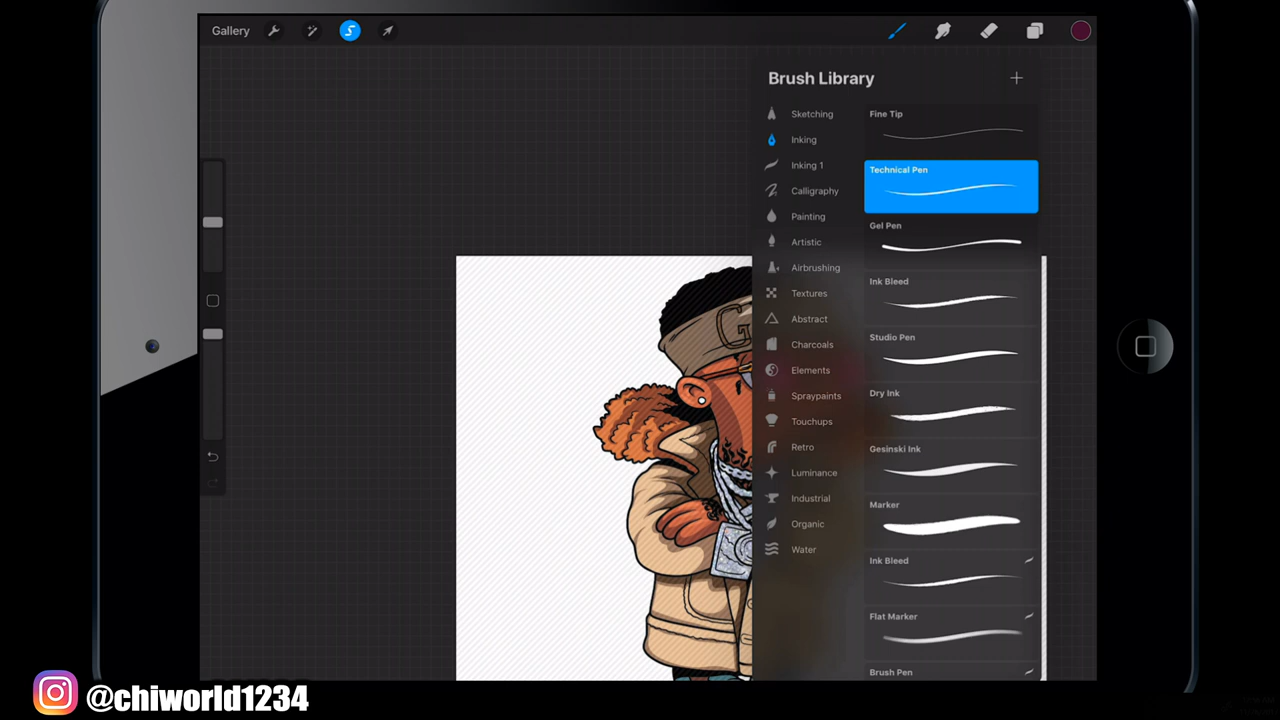 Gallery
Brush Library
Sketching
Inking
Inking 1
Calligraphy
Painting
Artistic
Airbrushing
Textures
Abstract
Charcoals
Elements
Spraypaints
Touchups
Retro
Luminance
Industrial
Organic
Water
Fine Tip
Technical Pen
Gel Pen
Ink Bleed
Studio Pen
Dry Ink
Gesinski Ink
Marker
Ink Bleed
Flat Marker
Brush Pen
G
@chiworld1234